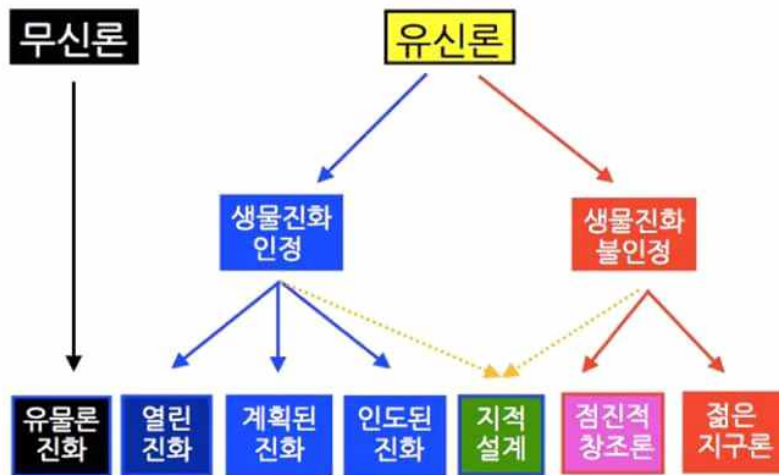 무신론
유신론
생물진화
인정
생물진화
불인정
유물론
진화
열린
진화
계획된
진화
인도된
진화
지적
설계
점진적
창조론
젊은
지구론